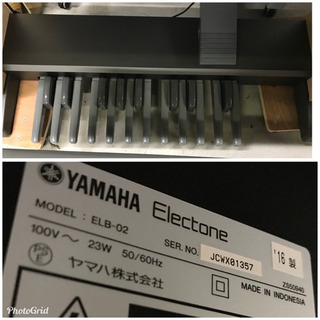 YAMAHA Electone
MODEL: ELB-02
100V～ 23W 50/60Hz
SER. NO. JCWX01357 '16 製
ヤマハ株式会社
ZS50940
MADE IN INDONESIA
PhotoGrid